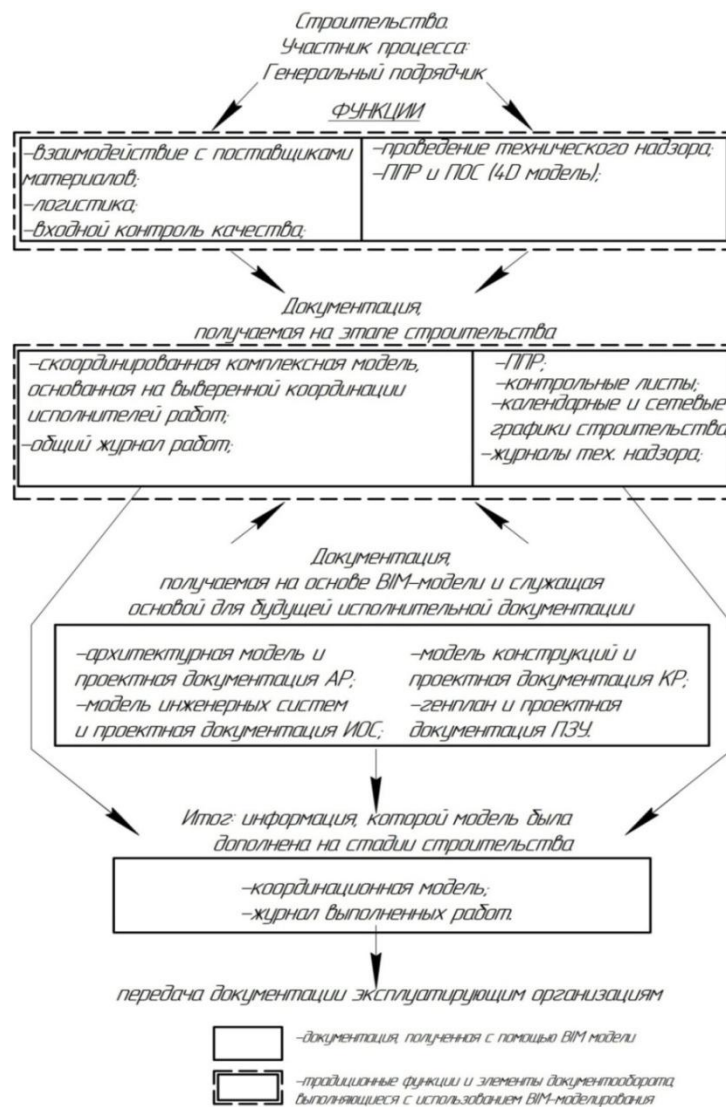 Строительство.
Участник процесса:
Генеральный подрядчик
ФУНКЦИИ
-взаимодействие с поставщиками
материалов;
-логистика;
-входной контроль качества;
-проведение технического надзора;
-ППР и ПОС (4D модель);
Документация,
получаемая на этапе строительства
-скоординированная комплексная модель,
основанная на выверенной координации
исполнителей работ;
-общий журнал работ;
-ППР;
-контрольные листы;
-календарные и сетевые
графики строительства
-журналы тех. надзора;
Документация,
получаемая на основе BIM-модели и служащая
основой для будущей исполнительной документации
-архитектурная модель и
проектная документация АР;
-модель инженерных систем
и проектная документация ИОС;
-модель конструкций и
проектная документация КР;
-генплан и проектная
документация ПЗУ.
Итог: информация, которой модель была
дополнена на стадии строительства
-координационная модель;
-журнал выполненных работ.
передача документации эксплуатирующим организациям
-документация, полученная с помощью BIM модели
-традиционные функции и элементы документооборота,
выполняющиеся с использованием BIM-моделирования